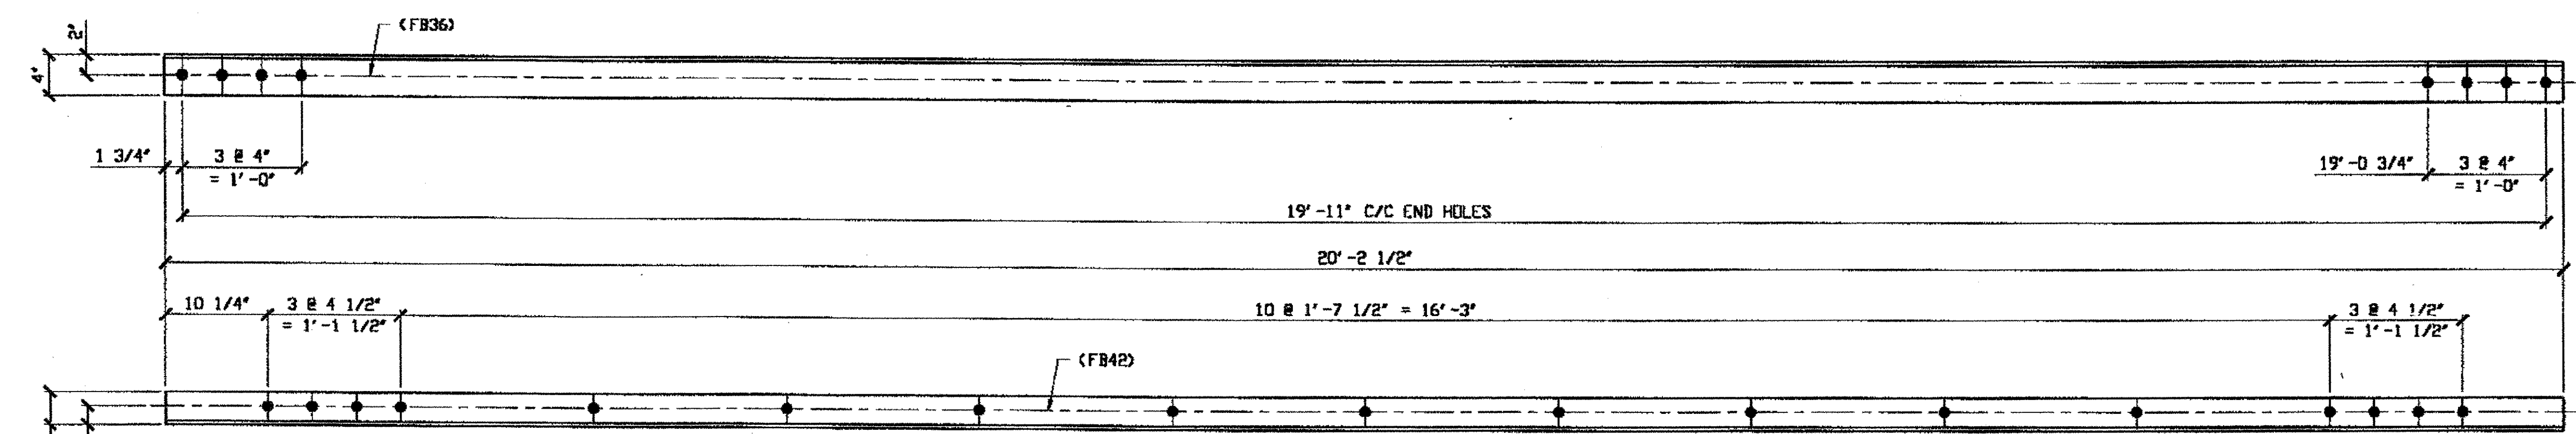 2"
(FB36)
4"
1 3/4"
3 @ 4"
= 1'-0"
19'-0 3/4"
3 @ 4"
= 1'-0"
19'-11" C/C END HOLES
20'-2 1/2"
10 1/4"
3 @ 4 1/2"
= 1'-1 1/2"
10 @ 1'-7 1/2" = 16'-3"
3 @ 4 1/2"
= 1'-1 1/2"
(FB42)